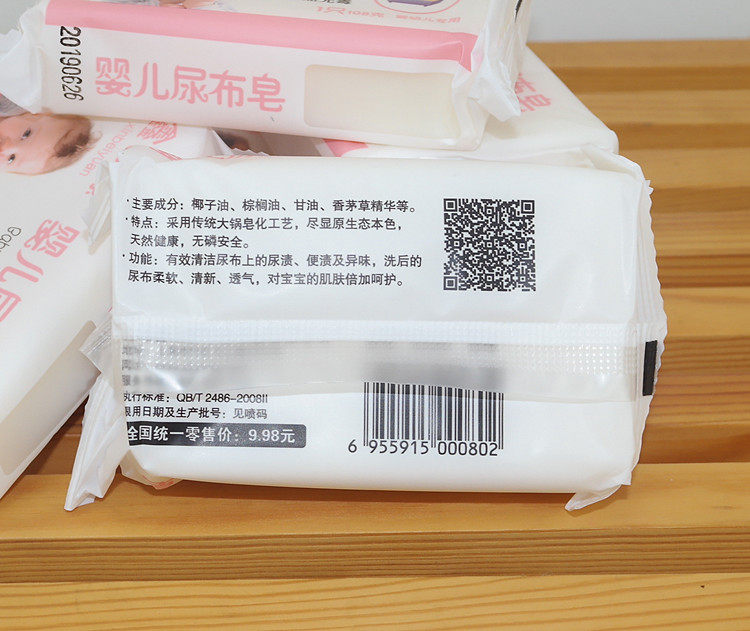 20190626
婴儿尿布皂
·主要成分：椰子油、棕榈油、甘油、香茅草精华等。
·特点：采用传统大锅皂化工艺，尽显原生态本色，
天然健康，无磷安全。
·功能：有效清洁尿布上的尿渍、便渍及异味，洗后的
尿布柔软、清新、透气，对宝宝的肌肤倍加呵护。
执行标准：QB/T 2486-2008II
限用日期及生产批号：见喷码
全国统一零售价：9.98元
6 955915 000802
婴儿尿